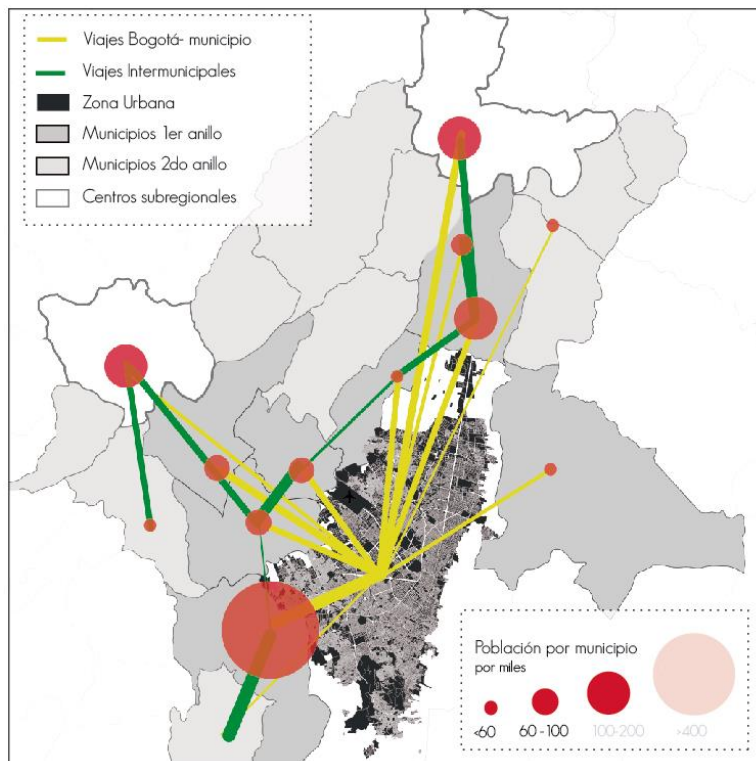 Viajes Bogotá- municipio
Viajes Intermunicipales
Zona Urbana
Municipios 1er anillo
Municipios 2do anillo
Centros subregionales
Población por municipio
por miles
<60
60 -100
100-200
>400